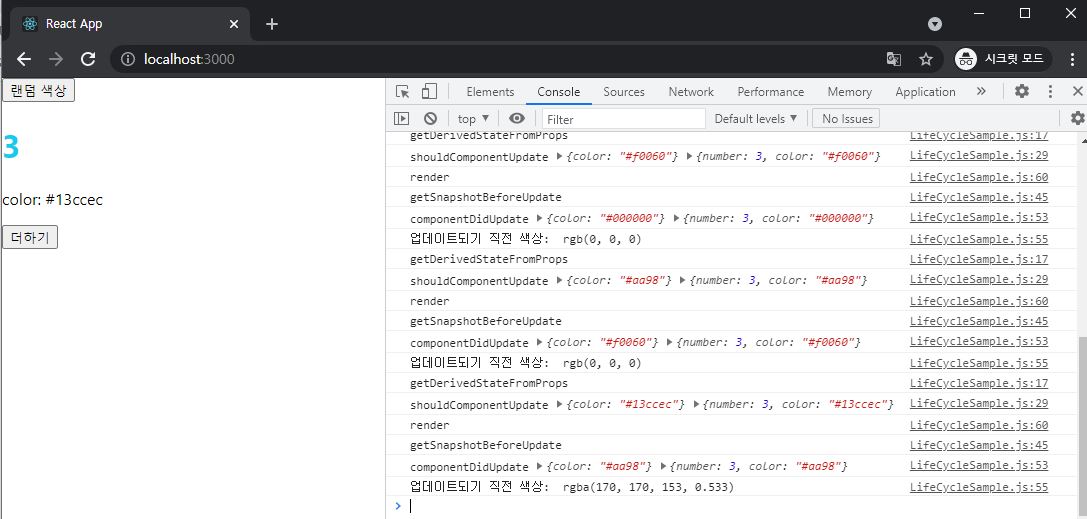 React App
localhost:3000
시크릿 모드
랜덤 색상
3
color: #13ccec
더하기
Elements Console Sources Network Performance Memory Application
top Filter Default levels No Issues
getDerivedStateFromProps LifeCycleSample.js:17
shouldComponentUpdate {color: "#f0060"} {number: 3, color: "#f0060"} LifeCycleSample.js:29
render LifeCycleSample.js:60
getSnapshotBeforeUpdate LifeCycleSample.js:45
componentDidUpdate {color: "#000000"} {number: 3, color: "#000000"} LifeCycleSample.js:53
업데이트되기 직전 색상: rgb(0, 0, 0) LifeCycleSample.js:55
getDerivedStateFromProps LifeCycleSample.js:17
shouldComponentUpdate {color: "#aa98"} {number: 3, color: "#aa98"} LifeCycleSample.js:29
render LifeCycleSample.js:60
getSnapshotBeforeUpdate LifeCycleSample.js:45
componentDidUpdate {color: "#f0060"} {number: 3, color: "#f0060"} LifeCycleSample.js:53
업데이트되기 직전 색상: rgb(0, 0, 0) LifeCycleSample.js:55
getDerivedStateFromProps LifeCycleSample.js:17
shouldComponentUpdate {color: "#13ccec"} {number: 3, color: "#13ccec"} LifeCycleSample.js:29
render LifeCycleSample.js:60
getSnapshotBeforeUpdate LifeCycleSample.js:45
componentDidUpdate {color: "#aa98"} {number: 3, color: "#aa98"} LifeCycleSample.js:53
업데이트되기 직전 색상: rgba(170, 170, 153, 0.533) LifeCycleSample.js:55